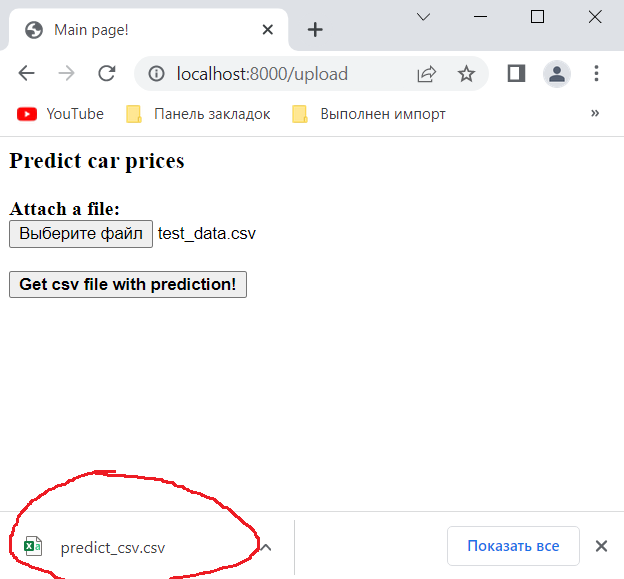 Main page!
localhost:8000/upload
YouTube Панель закладок Выполнен импорт »
Predict car prices
Attach a file:
Выберите файл test_data.csv
Get csv file with prediction!
predict_csv.csv Показать все